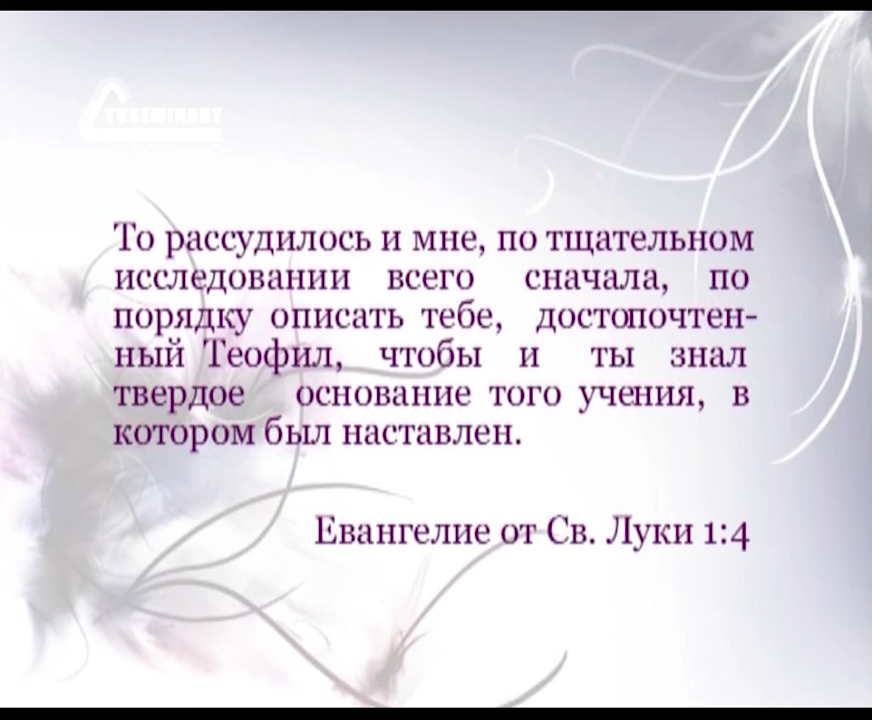 TVSEMINARY
То рассудилось и мне, по тщательном
исследовании всего сначала, по
порядку описать тебе, достопочтен-
ный Теофил, чтобы и ты знал
твердое основание того учения, в
котором был наставлен.
Евангелие от Св. Луки 1:4